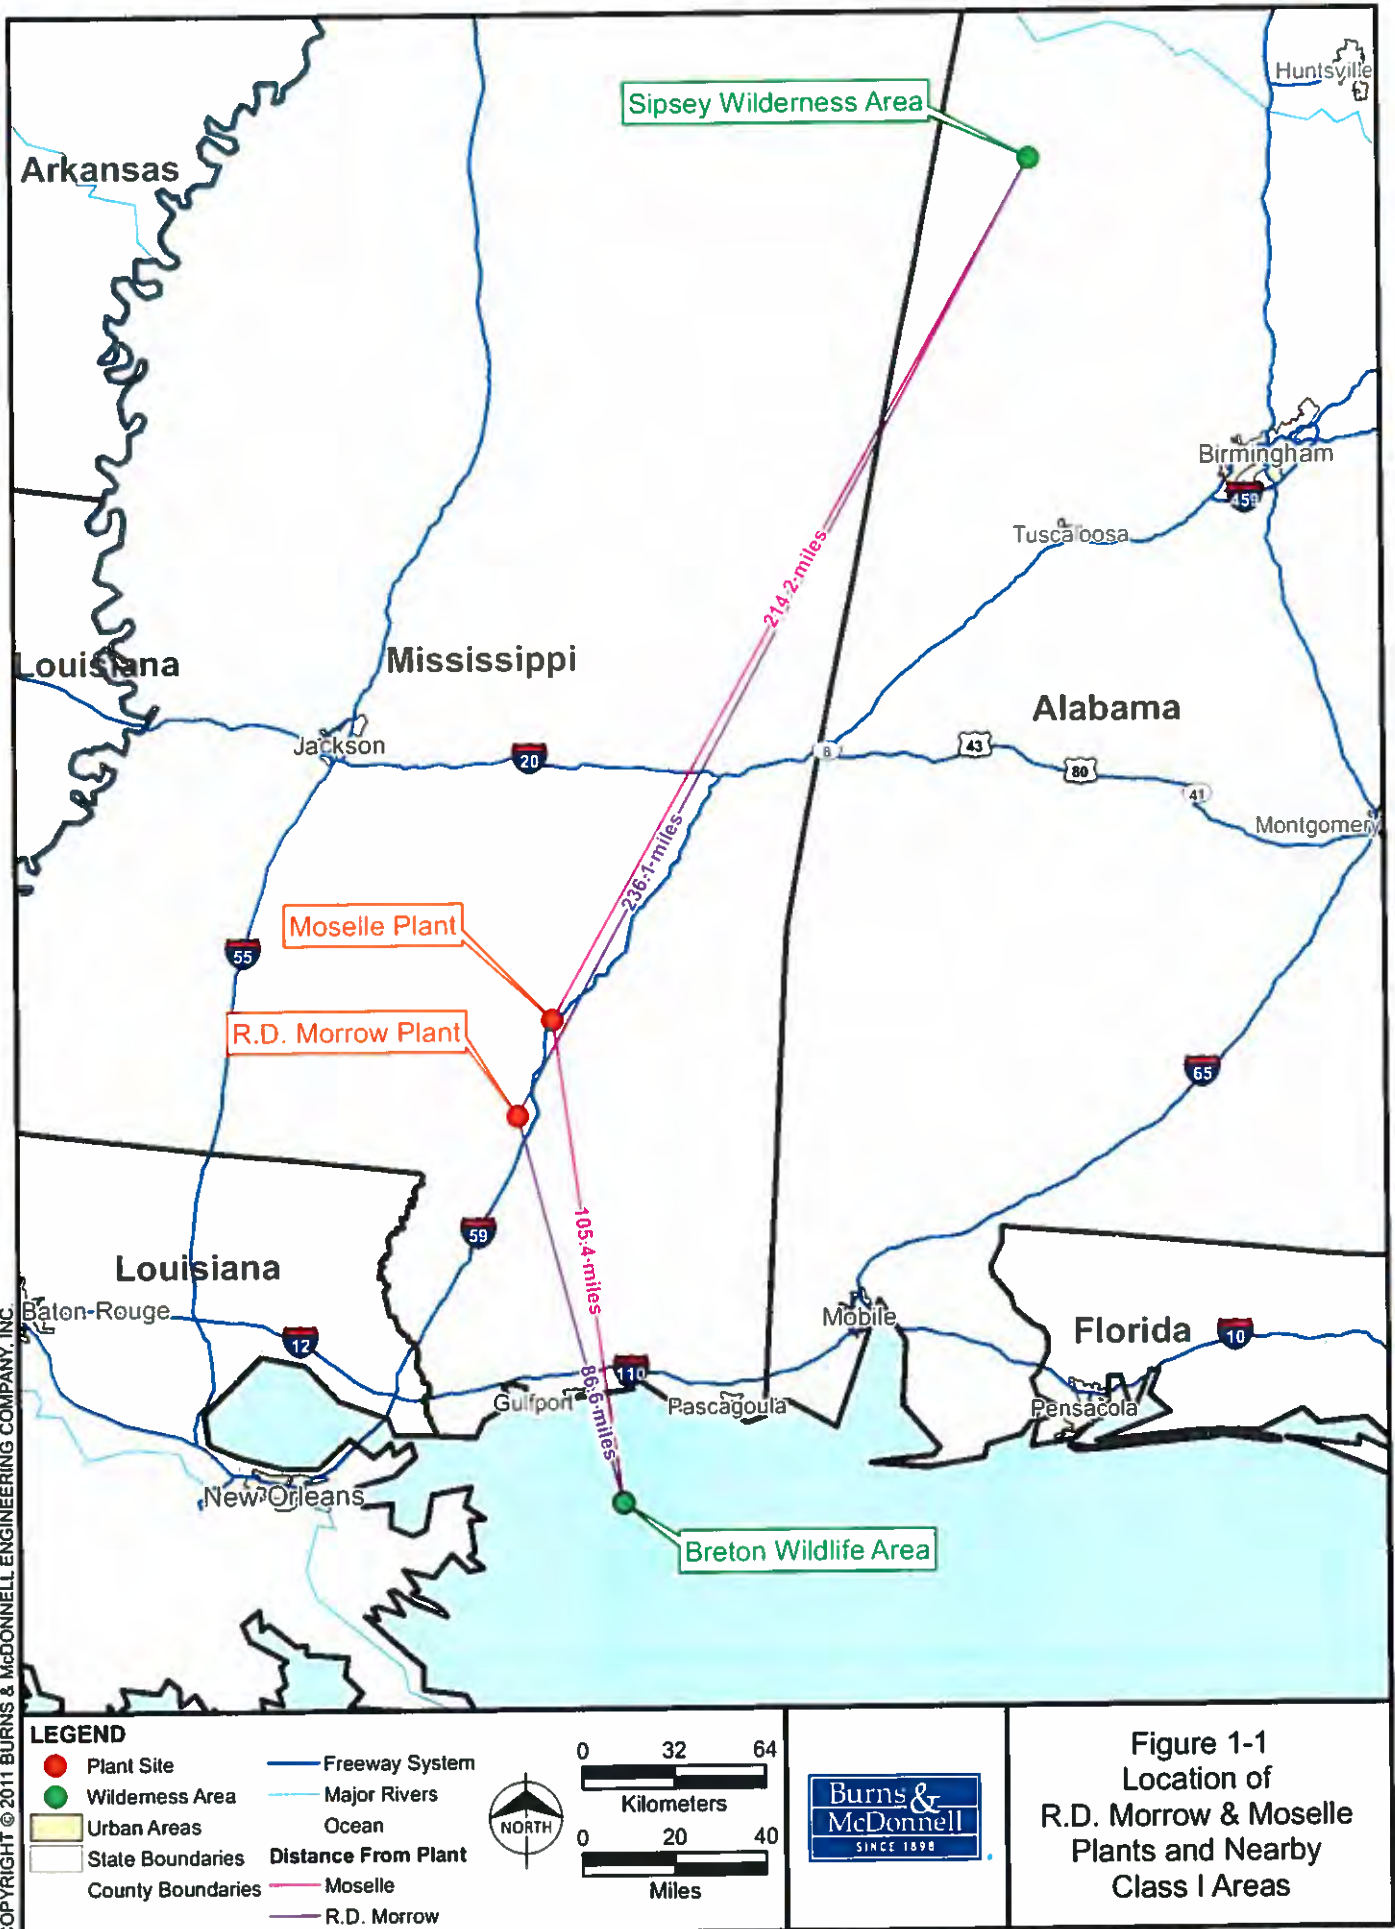 Huntsville
Sipsey Wilderness Area
Arkansas
Birmingham
459
Tuscaloosa
214.2-miles
Louisiana
Mississippi
Alabama
Jackson
20
8
43
80
41
Montgomery
236.1-miles
Moselle Plant
55
R.D. Morrow Plant
65
59
105.4-miles
Louisiana
Baton-Rouge
12
Mobile
Florida
10
110
86.6-miles
Gulfport
Pascagoula
Pensacola
New Orleans
Breton Wildlife Area
COPYRIGHT © 2011 BURNS & McDONNELL ENGINEERING COMPANY, INC.
LEGEND
Plant Site
Wilderness Area
Urban Areas
State Boundaries
County Boundaries
Freeway System
Major Rivers
Ocean
Distance From Plant
Moselle
R.D. Morrow
NORTH
0 32 64
Kilometers
0 20 40
Miles
Burns &
McDonnell
SINCE 1898
Figure 1-1
Location of
R.D. Morrow & Moselle
Plants and Nearby
Class I Areas